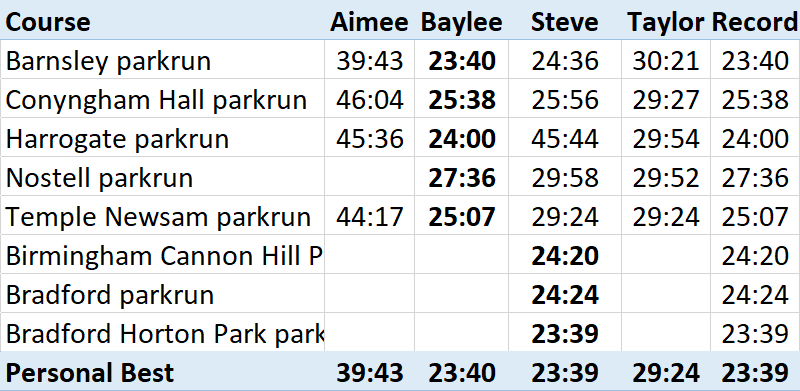 Course Aimee Baylee Steve Taylor Record
Barnsley parkrun 39:43 23:40 24:36 30:21 23:40
Conyngham Hall parkrun 46:04 25:38 25:56 29:27 25:38
Harrogate parkrun 45:36 24:00 45:44 29:54 24:00
Nostell parkrun 27:36 29:58 29:52 27:36
Temple Newsam parkrun 44:17 25:07 29:24 29:24 25:07
Birmingham Cannon Hill P 24:20 24:20
Bradford parkrun 24:24 24:24
Bradford Horton Park park 23:39 23:39
Personal Best 39:43 23:40 23:39 29:24 23:39